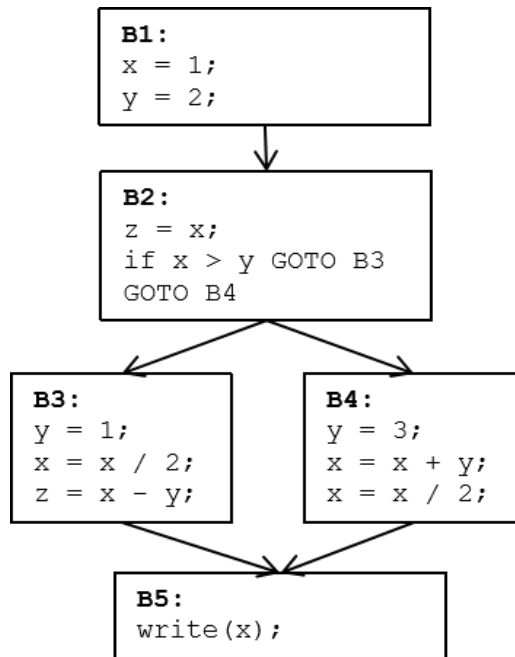 B1:
x = 1;
y = 2;
B2:
z = x;
if x > y GOTO B3
GOTO B4
B3:
y = 1;
x = x / 2;
z = x - y;
B4:
y = 3;
x = x + y;
x = x / 2;
B5:
write(x);